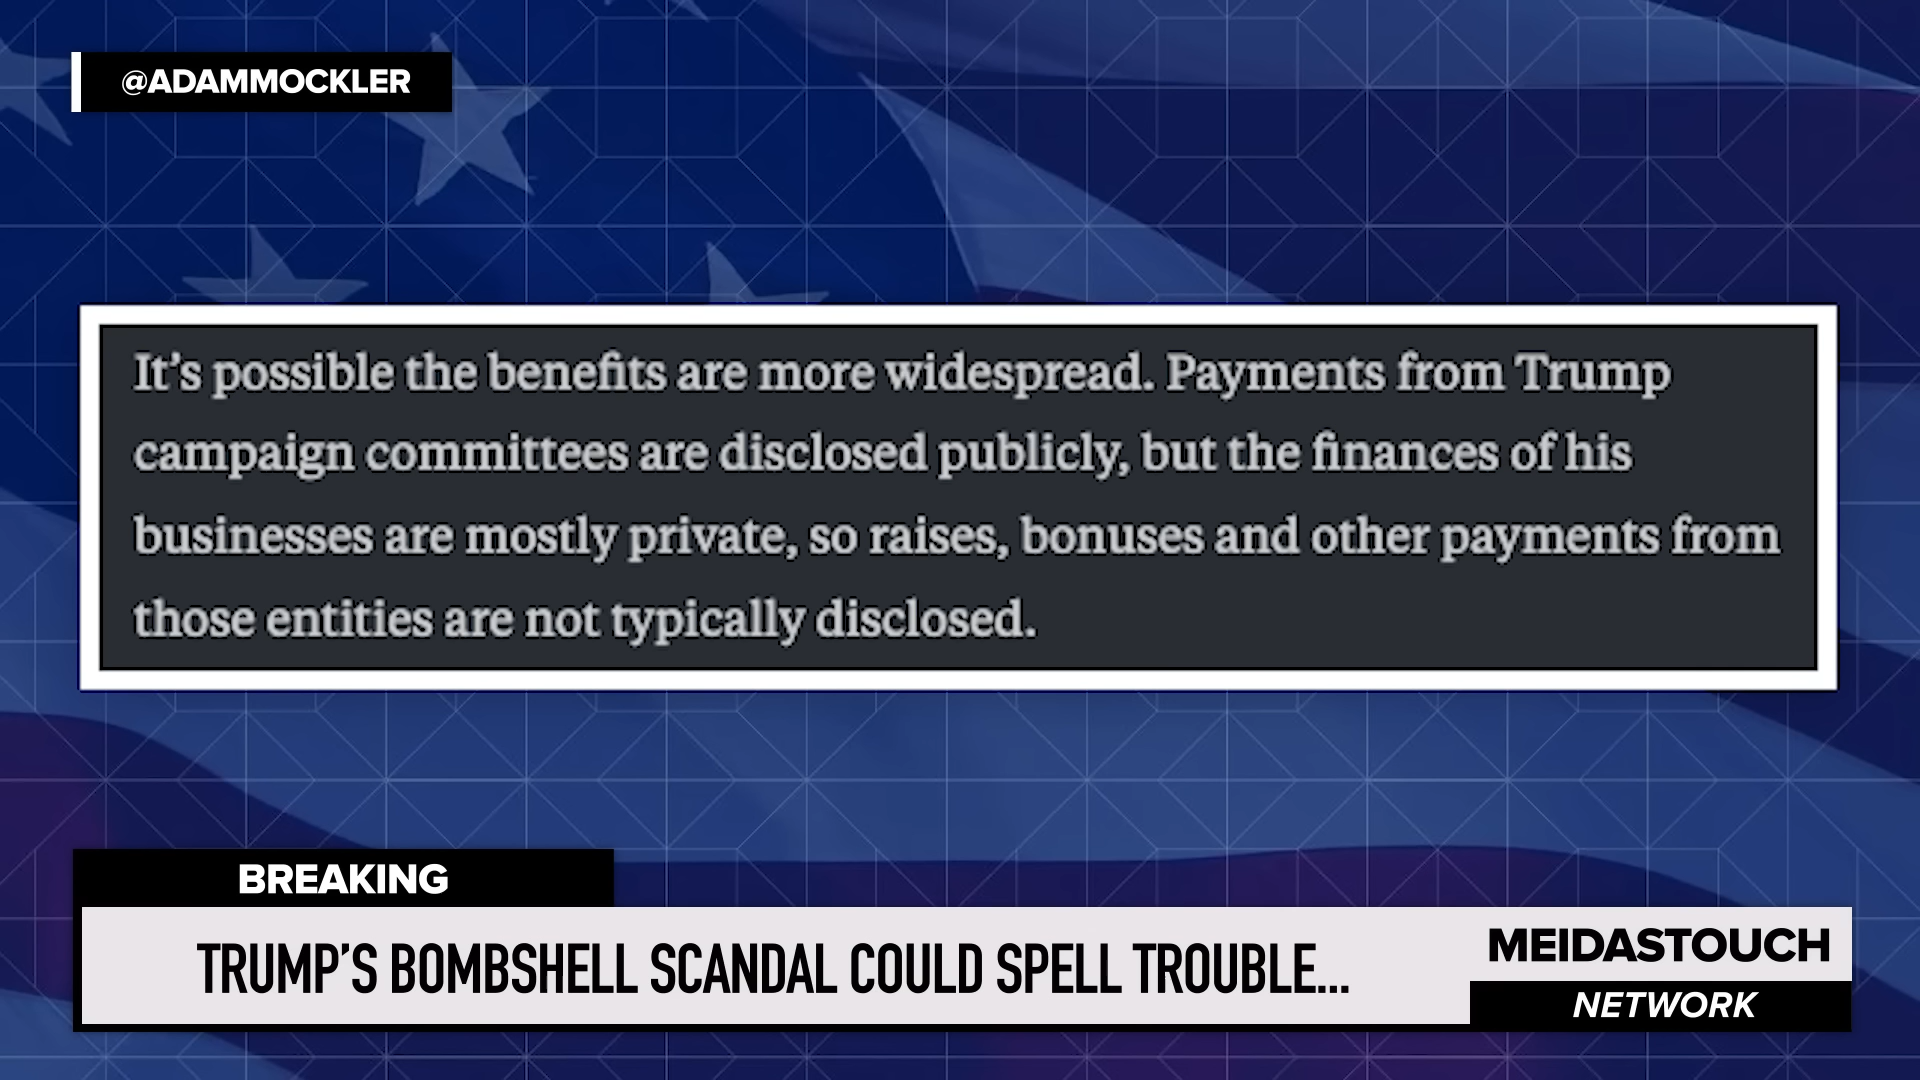 @ADAMMOCKLER
It’s possible the benefits are more widespread. Payments from Trump
campaign committees are disclosed publicly, but the finances of his
businesses are mostly private, so raises, bonuses and other payments from
those entities are not typically disclosed.
BREAKING
TRUMP’S BOMBSHELL SCANDAL COULD SPELL TROUBLE...
MEIDASTOUCH
NETWORK